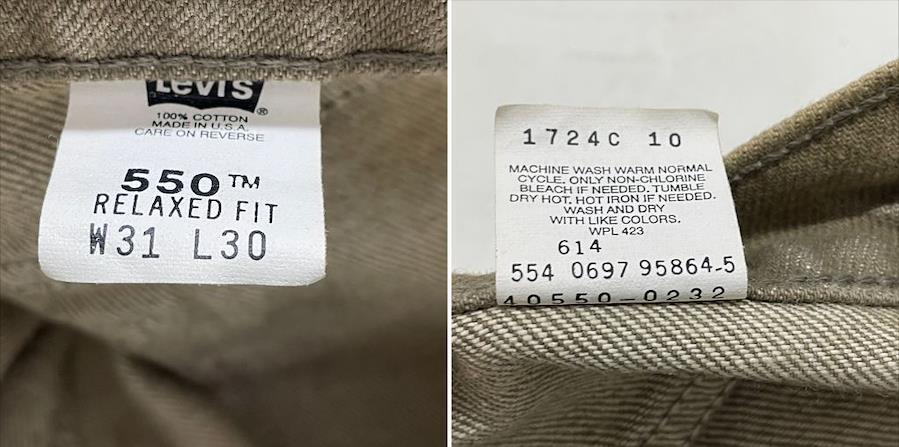 Levi's
®
100% COTTON
MADE IN U.S.A.
CARE ON REVERSE
550™
RELAXED FIT
W31 L30
1724C 10
MACHINE WASH WARM NORMAL
CYCLE. ONLY NON-CHLORINE
BLEACH IF NEEDED. TUMBLE
DRY HOT. HOT IRON IF NEEDED.
WASH AND DRY
WITH LIKE COLORS.
WPL 423
614
554 0697 95864-5
40550-0232